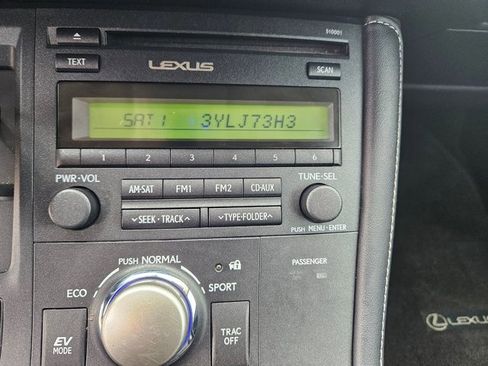 510001
TEXT LEXUS SCAN
SAT1 3YLJ73H3
1 2 3 4 5 6
PWR·VOL TUNE·SEL
AM·SAT FM1 FM2 CD·AUX
SEEK·TRACK TYPE·FOLDER
PUSH MENU·ENTER
PUSH NORMAL
PASSENGER
ECO SPORT
EV MODE
TRAC OFF
LEXUS